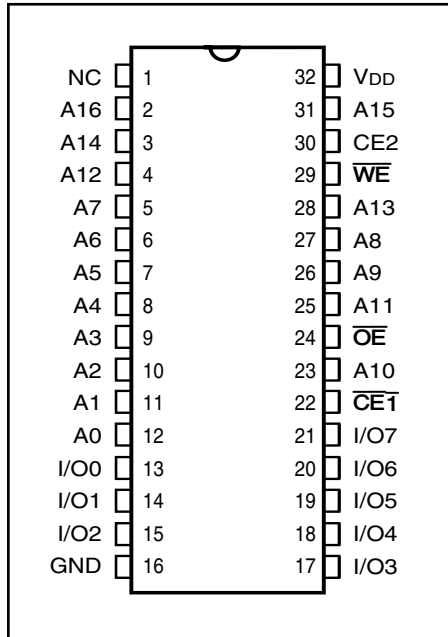 NC 1 32 VDD
A16 2 31 A15
A14 3 30 CE2
A12 4 29 W̅E̅
A7 5 28 A13
A6 6 27 A8
A5 7 26 A9
A4 8 25 A11
A3 9 24 O̅E̅
A2 10 23 A10
A1 11 22 C̅E̅1̅
A0 12 21 I/O7
I/O0 13 20 I/O6
I/O1 14 19 I/O5
I/O2 15 18 I/O4
GND 16 17 I/O3